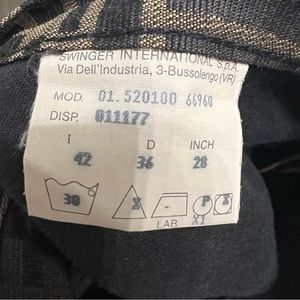 SWINGER INTERNATIONAL S.p.A.
Via Dell'Industria, 3-Bussolengo (VR)
MOD. 01.520100 66960
DISP. 011177
I D INCH
42 36 28
30 X - P X
LAR X1